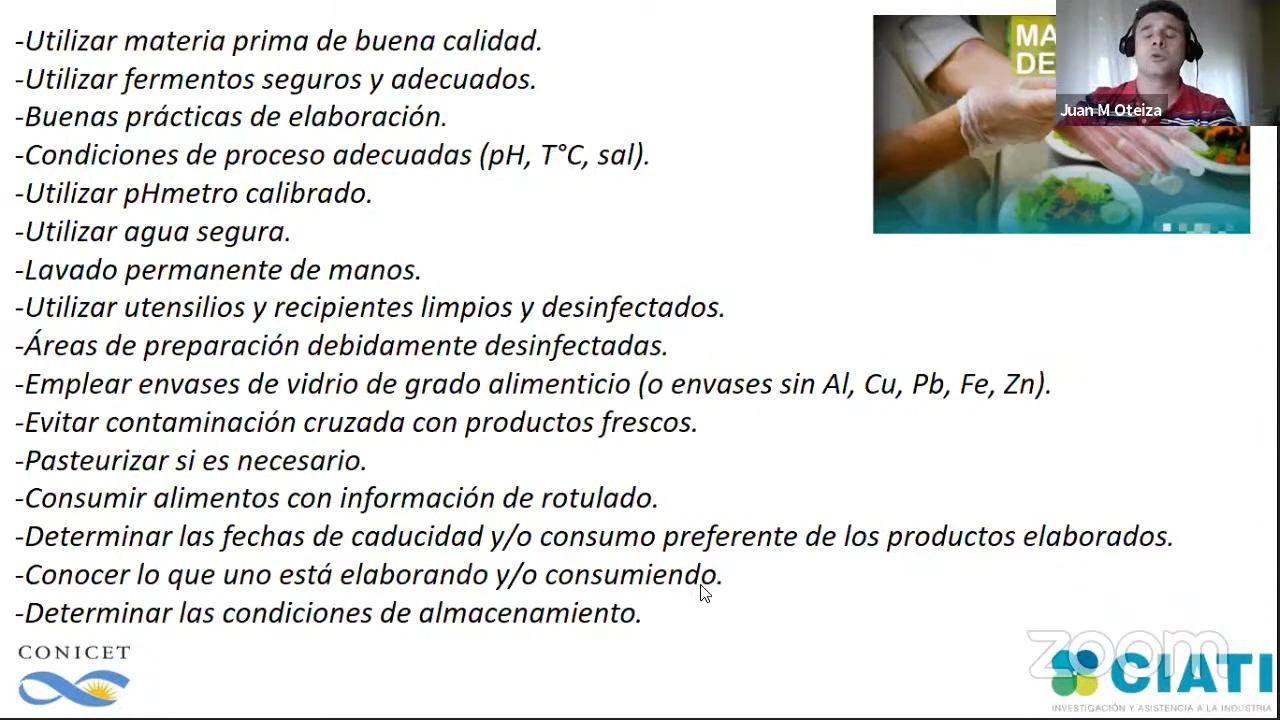 -Utilizar materia prima de buena calidad.
-Utilizar fermentos seguros y adecuados.
-Buenas prácticas de elaboración.
-Condiciones de proceso adecuadas (pH, T°C, sal).
-Utilizar pHmetro calibrado.
-Utilizar agua segura.
-Lavado permanente de manos.
-Utilizar utensilios y recipientes limpios y desinfectados.
-Áreas de preparación debidamente desinfectadas.
-Emplear envases de vidrio de grado alimenticio (o envases sin Al, Cu, Pb, Fe, Zn).
-Evitar contaminación cruzada con productos frescos.
-Pasteurizar si es necesario.
-Consumir alimentos con información de rotulado.
-Determinar las fechas de caducidad y/o consumo preferente de los productos elaborados.
-Conocer lo que uno está elaborando y/o consumiendo.
-Determinar las condiciones de almacenamiento.
MA
DE
Juan M Oteiza
CONICET
zoom
CIATI
INVESTIGACIÓN Y ASISTENCIA A LA INDUSTRIA